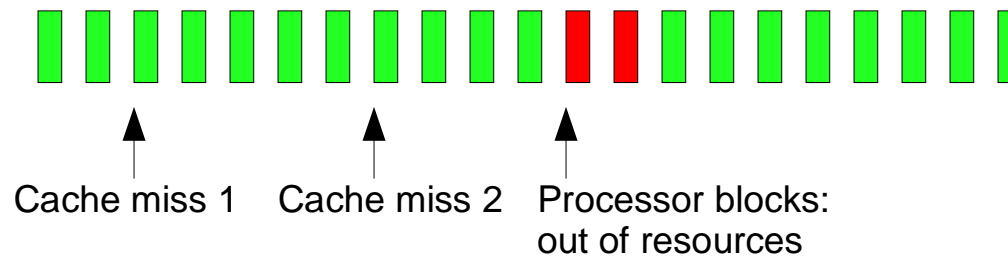 Cache miss 1 Cache miss 2 Processor blocks:
out of resources